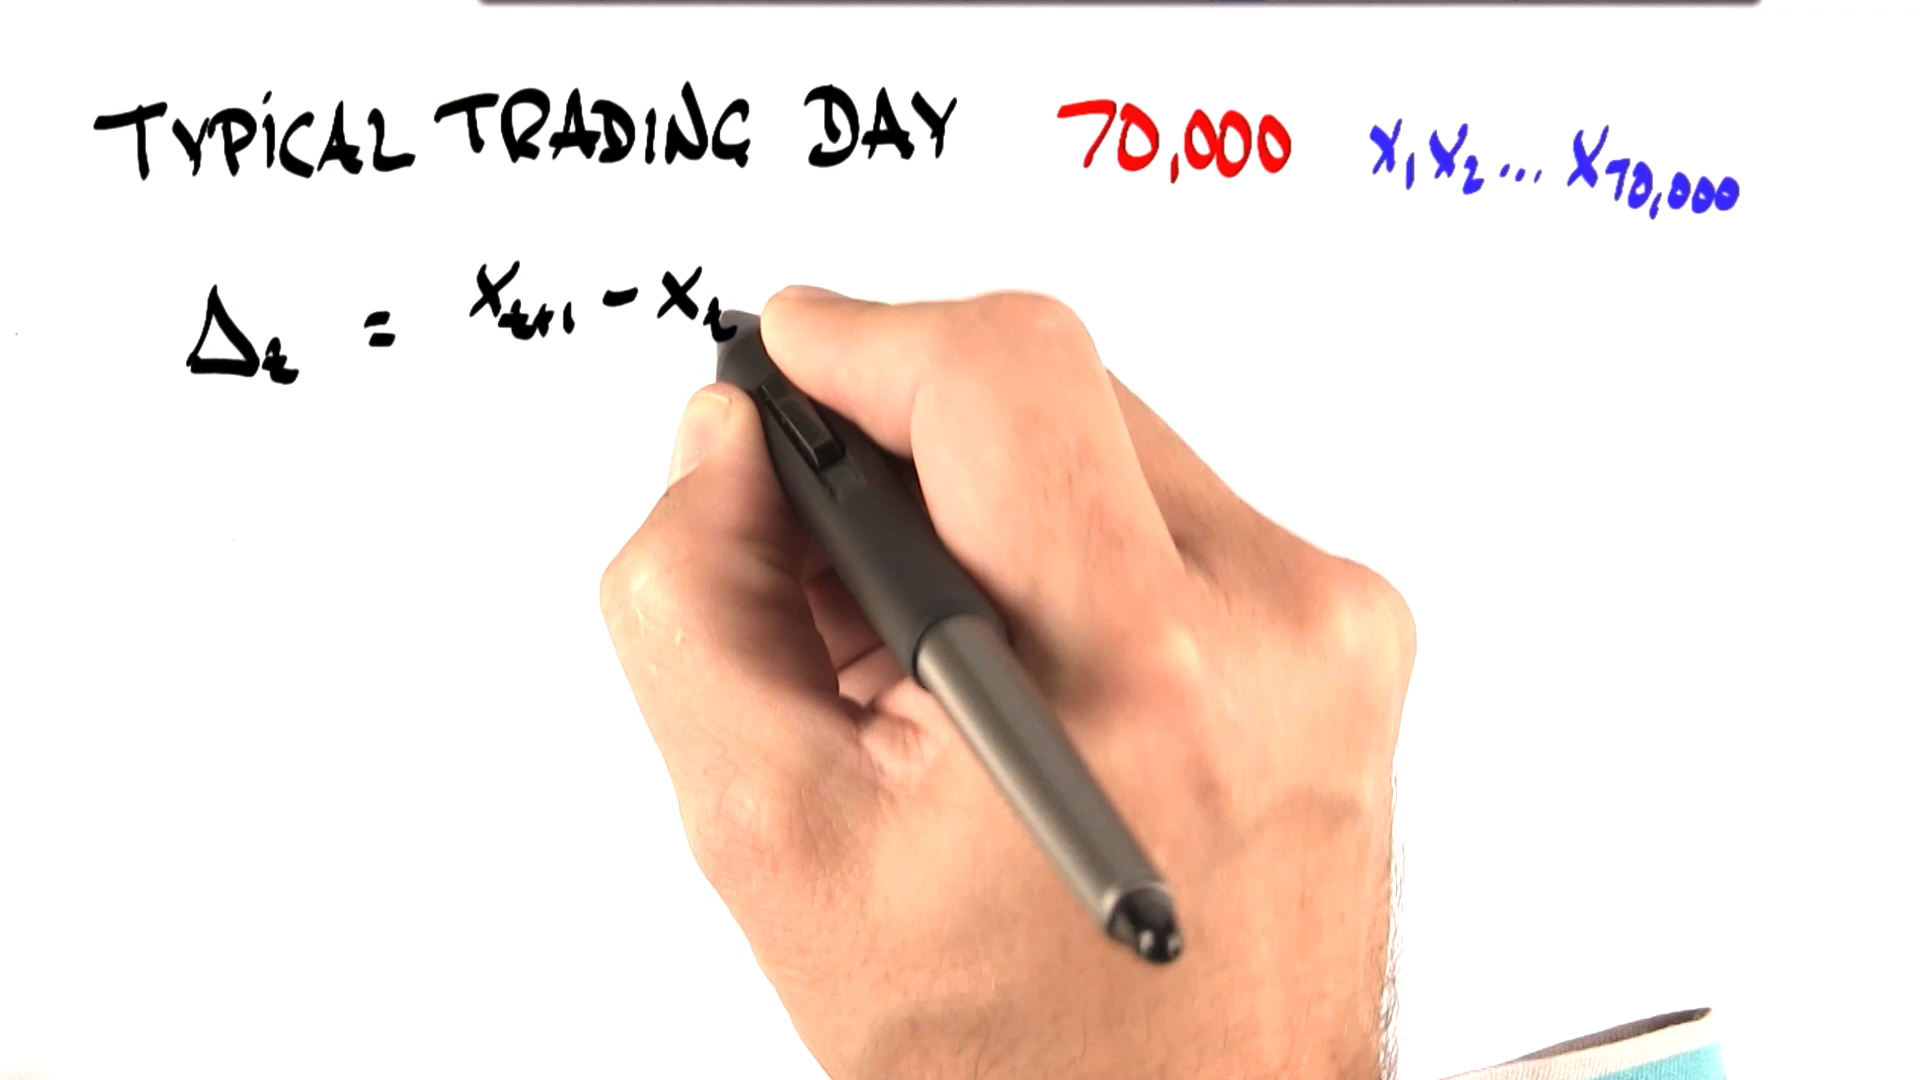 TYPICAL TRADING DAY 70,000 x₁ x₂ ... x₇₀,₀₀₀
Δₜ = xₜ₊₁ - xₜ